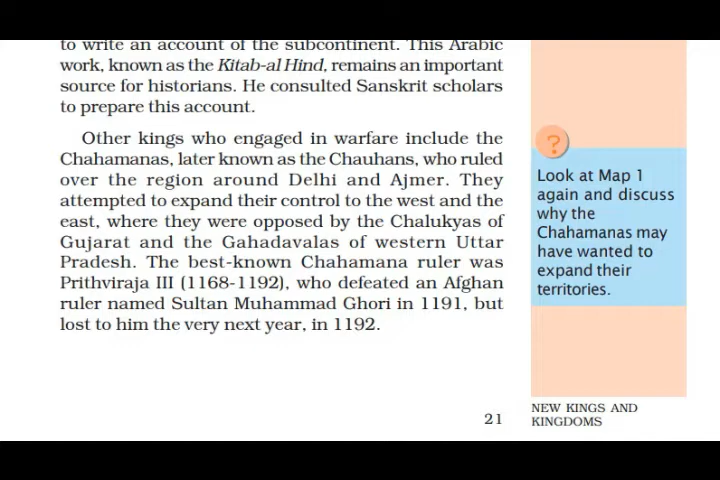 to write an account of the subcontinent. This Arabic
work, known as the Kitab-al Hind, remains an important
source for historians. He consulted Sanskrit scholars
to prepare this account.
Other kings who engaged in warfare include the
Chahamanas, later known as the Chauhans, who ruled
over the region around Delhi and Ajmer. They
attempted to expand their control to the west and the
east, where they were opposed by the Chalukyas of
Gujarat and the Gahadavalas of western Uttar
Pradesh. The best-known Chahamana ruler was
Prithviraja III (1168-1192), who defeated an Afghan
ruler named Sultan Muhammad Ghori in 1191, but
lost to him the very next year, in 1192.
?
Look at Map 1
again and discuss
why the
Chahamanas may
have wanted to
expand their
territories.
21
NEW KINGS AND
KINGDOMS